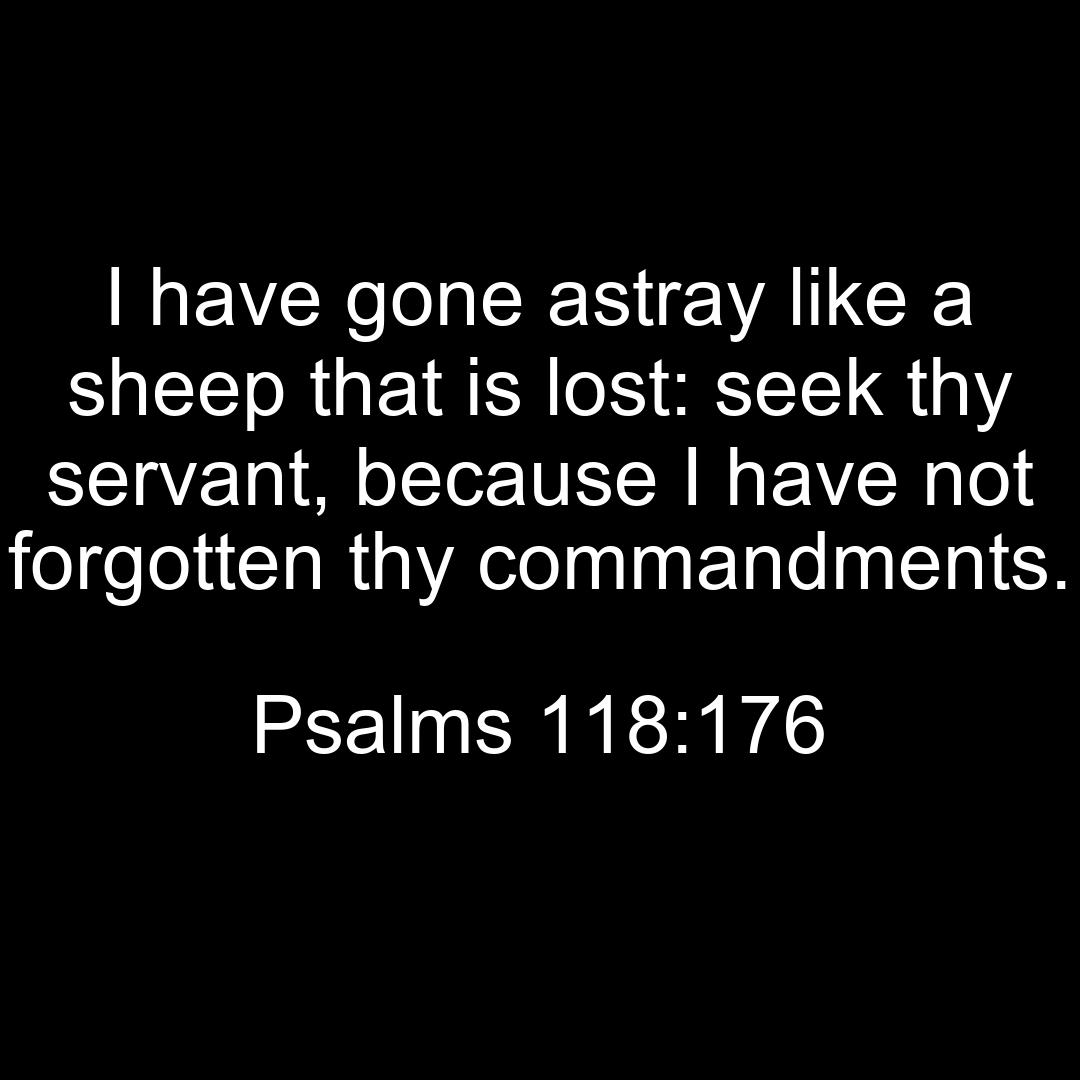 I have gone astray like a
sheep that is lost: seek thy
servant, because I have not
forgotten thy commandments.
Psalms 118:176